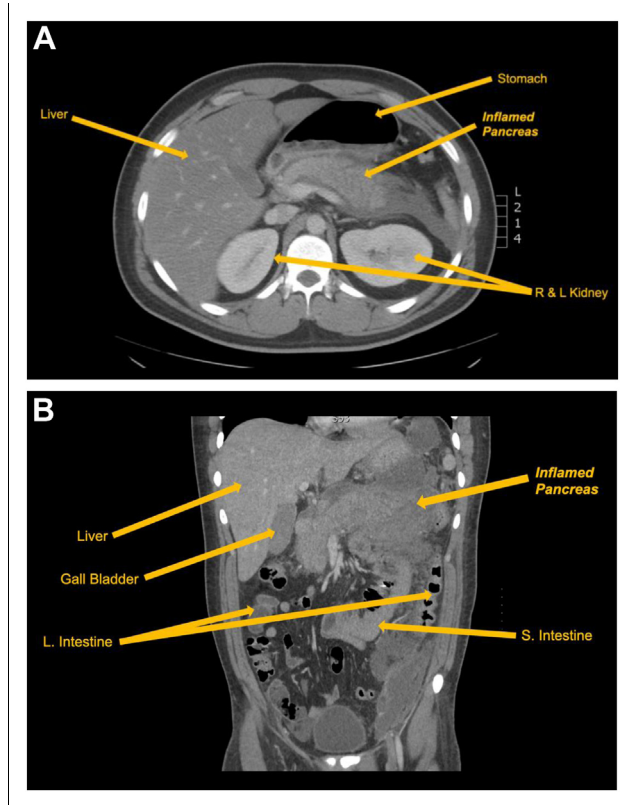 A
Stomach
Liver
Inflamed
Pancreas
L
2
1
4
R & L Kidney
B
Inflamed
Pancreas
Liver
Gall Bladder
L. Intestine
S. Intestine